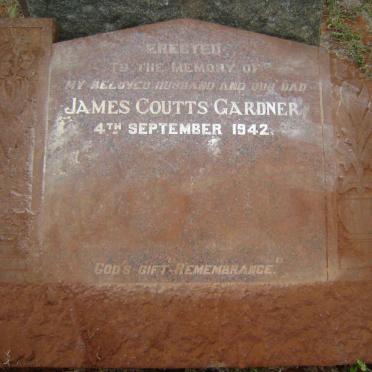 ERECTED
TO THE MEMORY OF
MY BELOVED HUSBAND AND OUR DAD
JAMES COUTTS GARDNER
4TH SEPTEMBER 1942.
GOD'S GIFT "REMEMBRANCE."